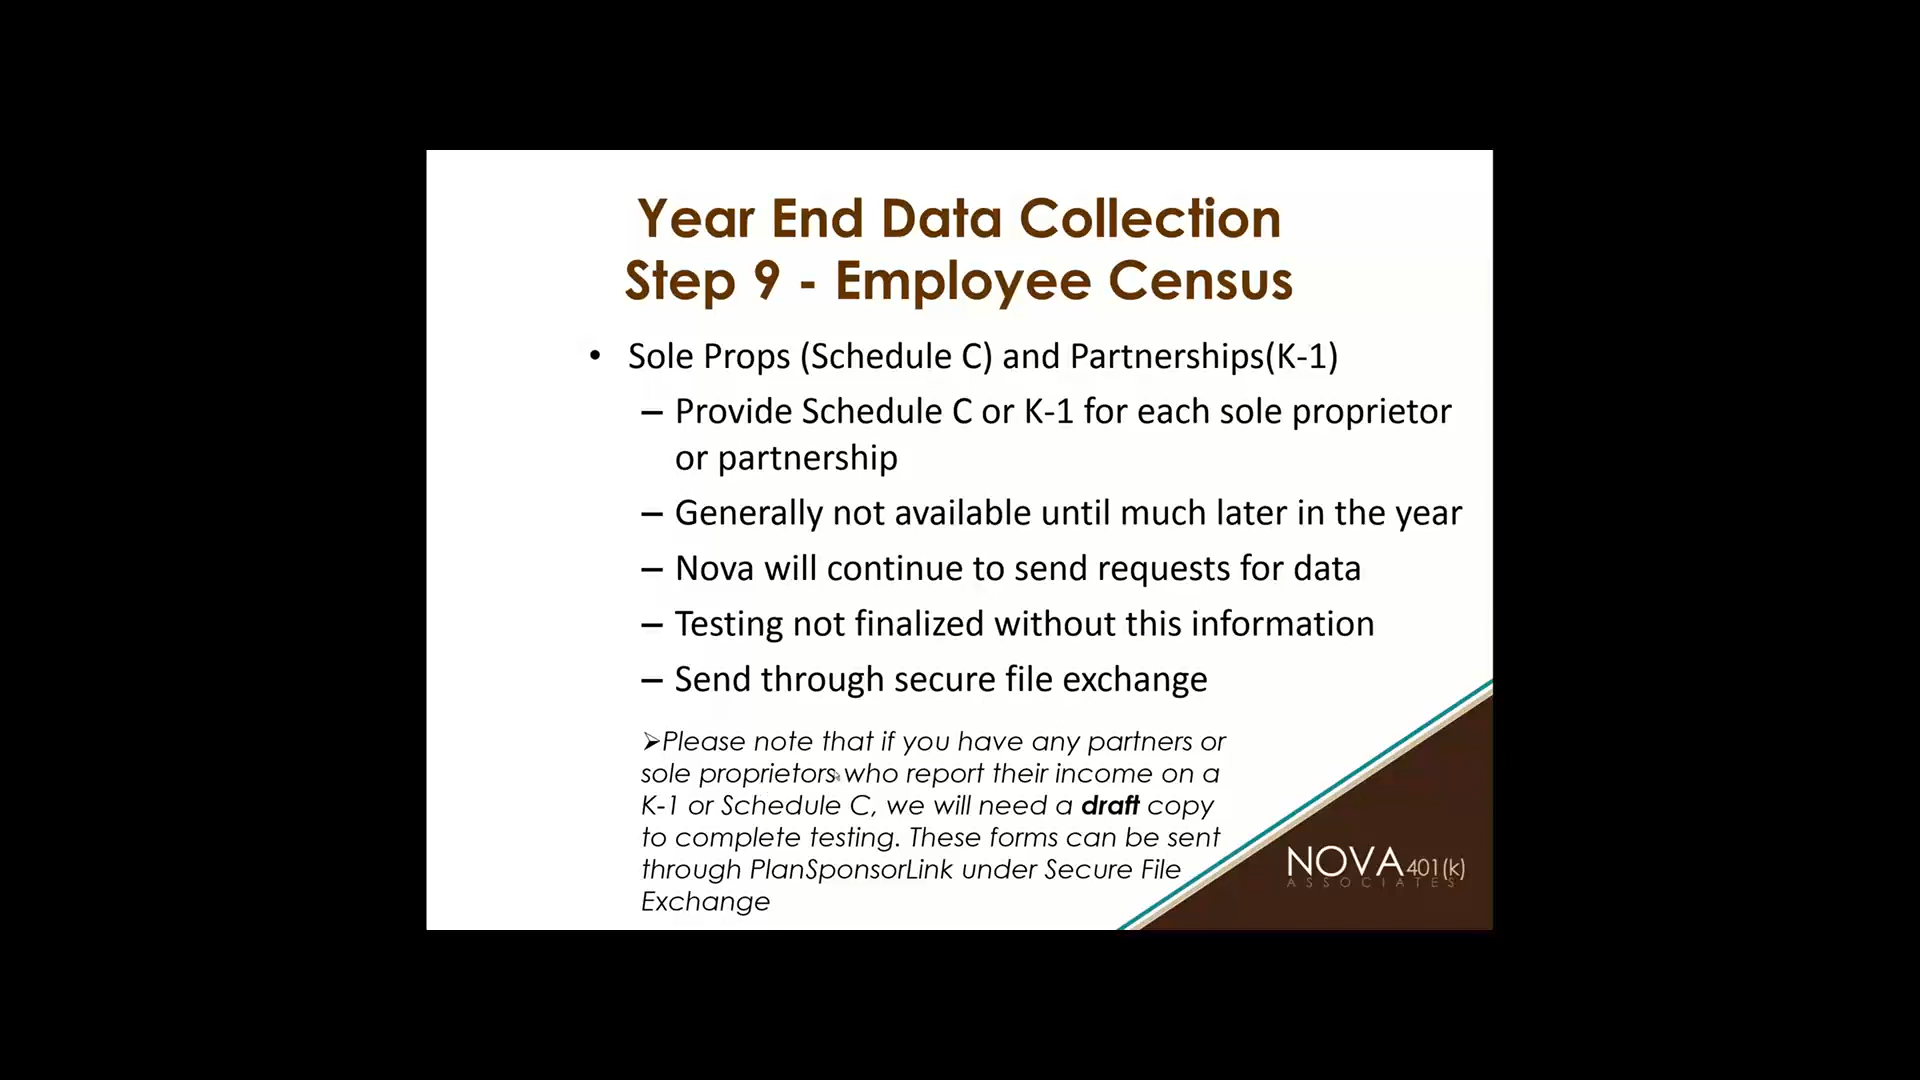 Year End Data Collection
Step 9 - Employee Census
• Sole Props (Schedule C) and Partnerships(K-1)
– Provide Schedule C or K-1 for each sole proprietor
or partnership
– Generally not available until much later in the year
– Nova will continue to send requests for data
– Testing not finalized without this information
– Send through secure file exchange
➢Please note that if you have any partners or
sole proprietors who report their income on a
K-1 or Schedule C, we will need a draft copy
to complete testing. These forms can be sent
through PlanSponsorLink under Secure File
Exchange
NOVA 401(k)
ASSOCIATES